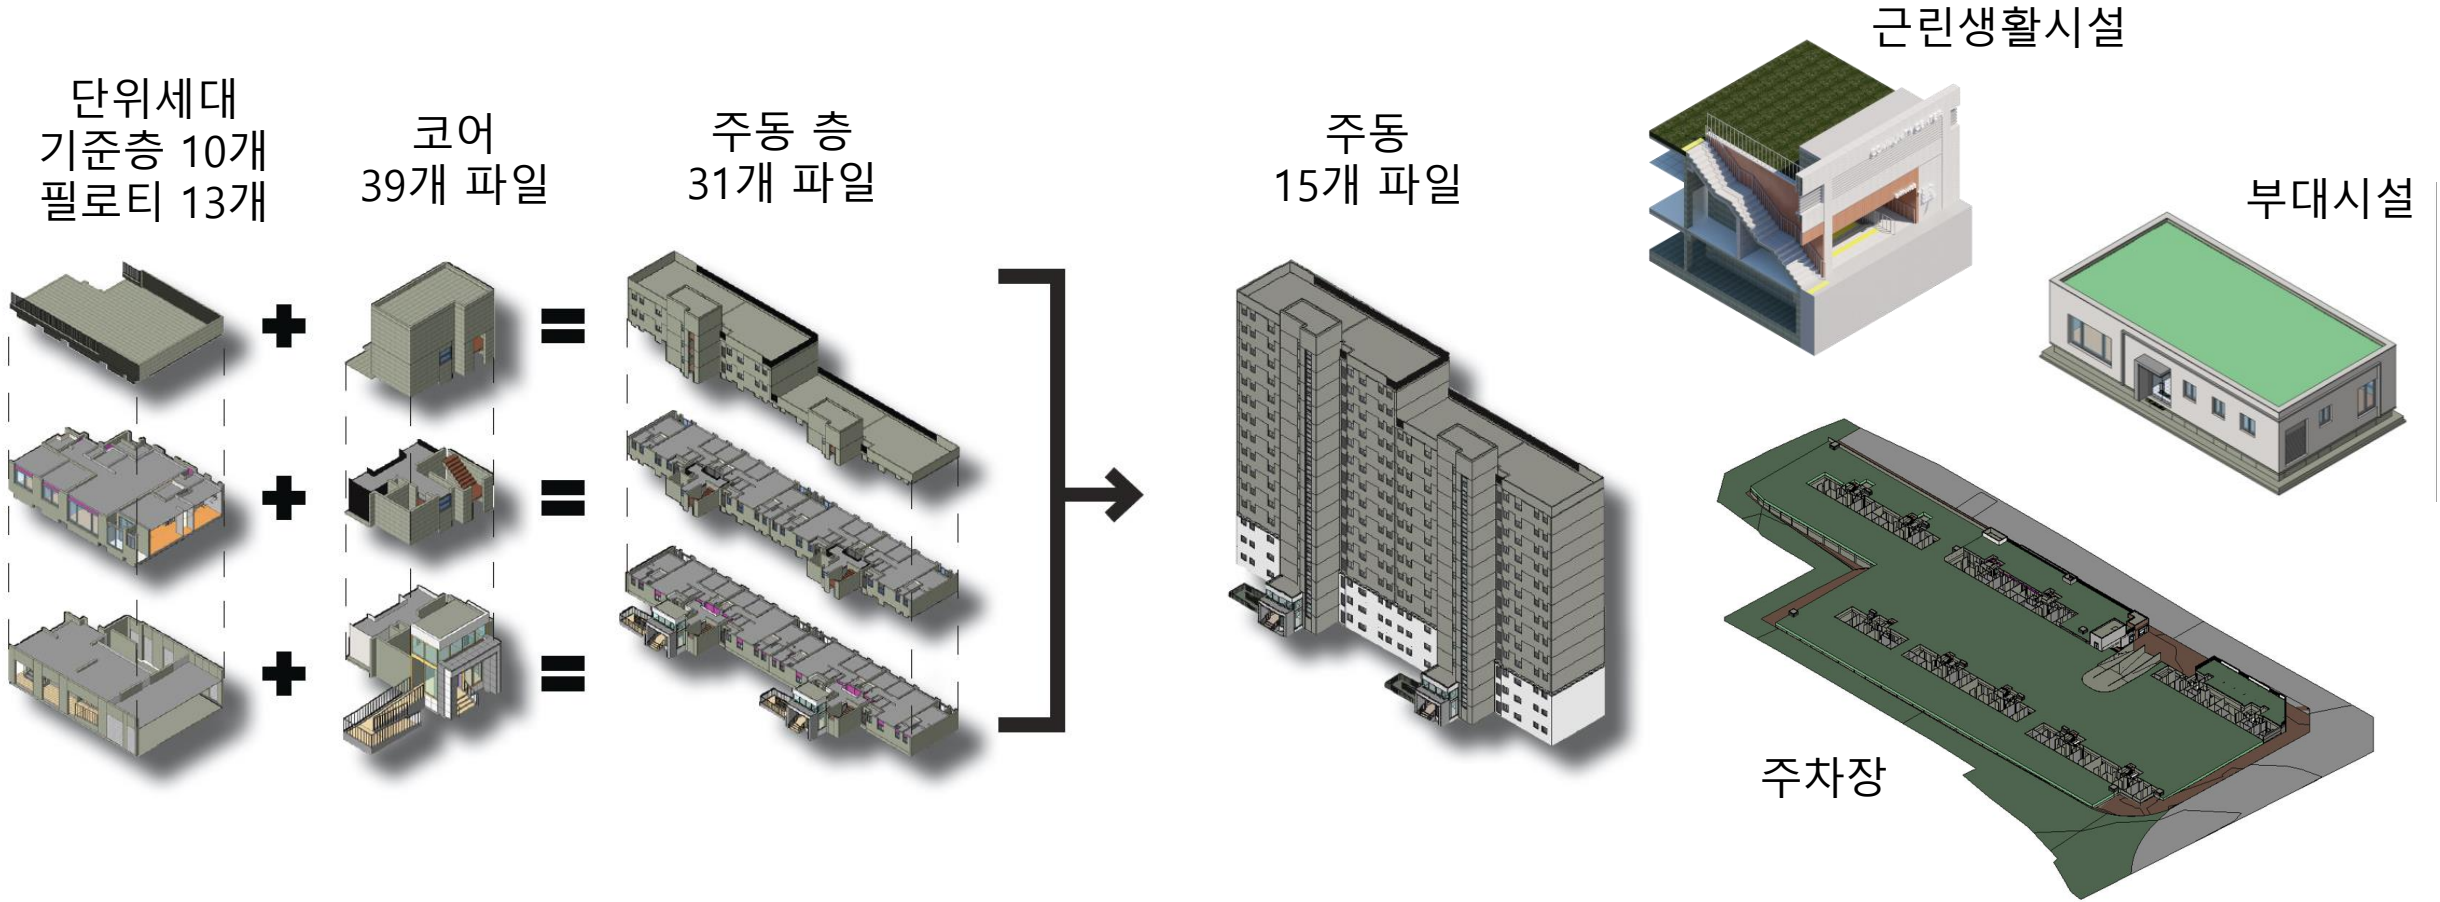 단위세대
기준층 10개
필로티 13개
코어
39개 파일
주동 층
31개 파일
주동
15개 파일
근린생활시설
부대시설
주차장